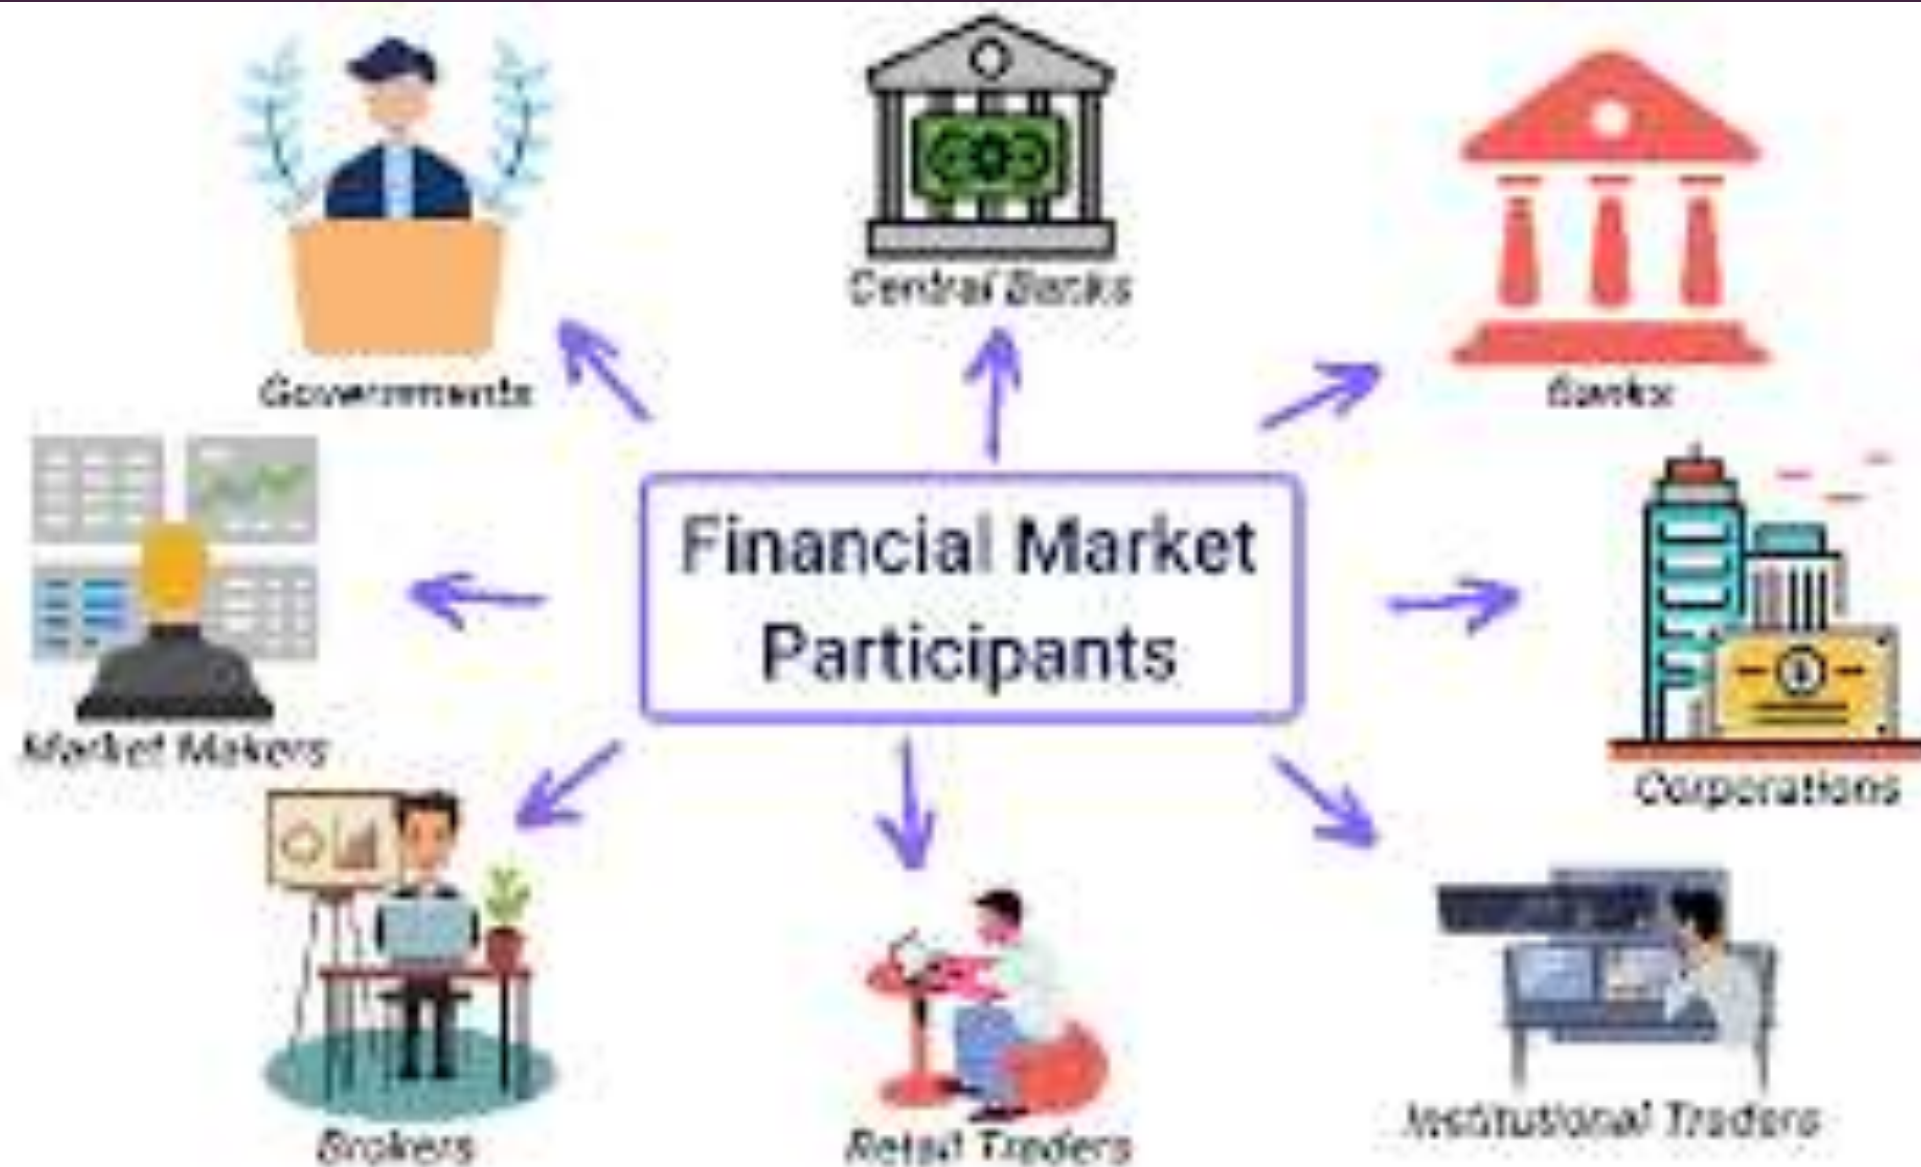 Governments
Central Banks
Banks
Financial Market
Participants
Market Makers
Corporations
Brokers
Retail Traders
Institutional Traders